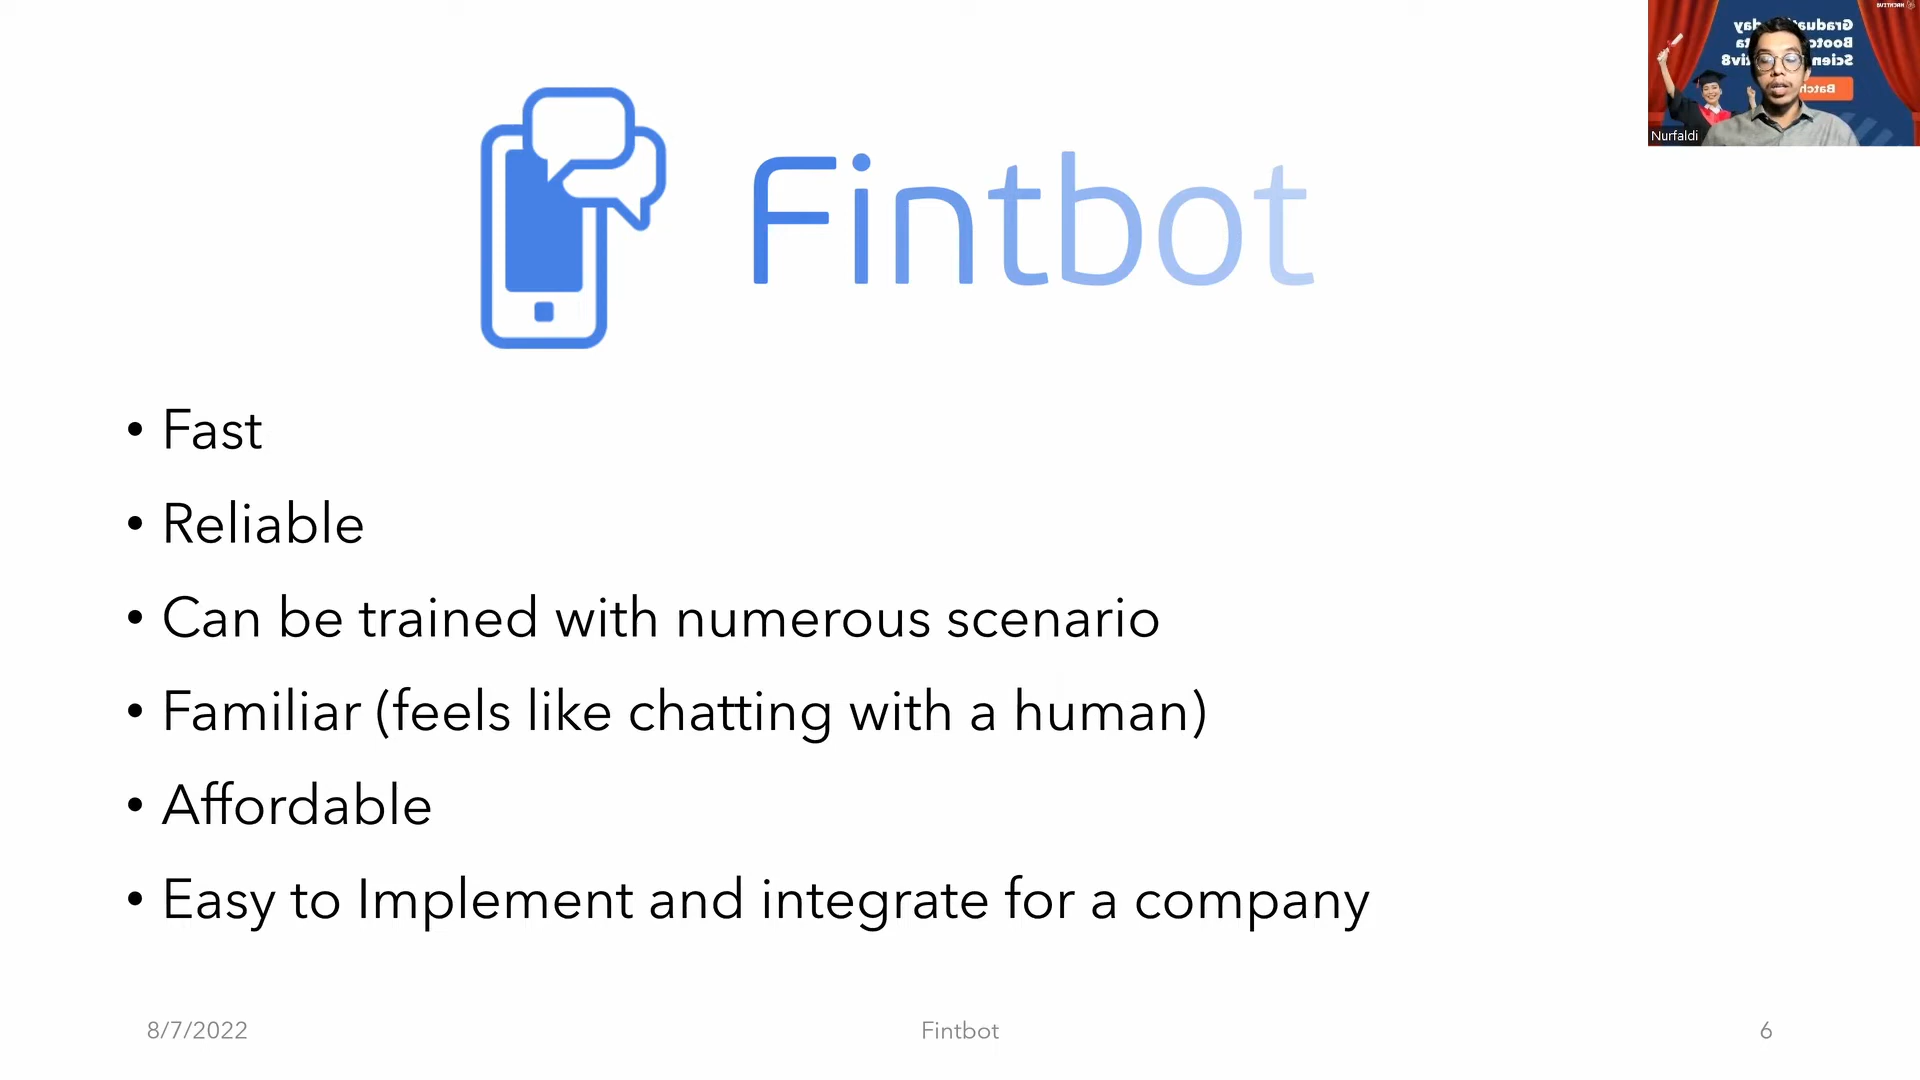 Fintbot
• Fast
• Reliable
• Can be trained with numerous scenario
• Familiar (feels like chatting with a human)
• Affordable
• Easy to Implement and integrate for a company
8/7/2022
Fintbot
6
Nurfaldi
HACKTIV8